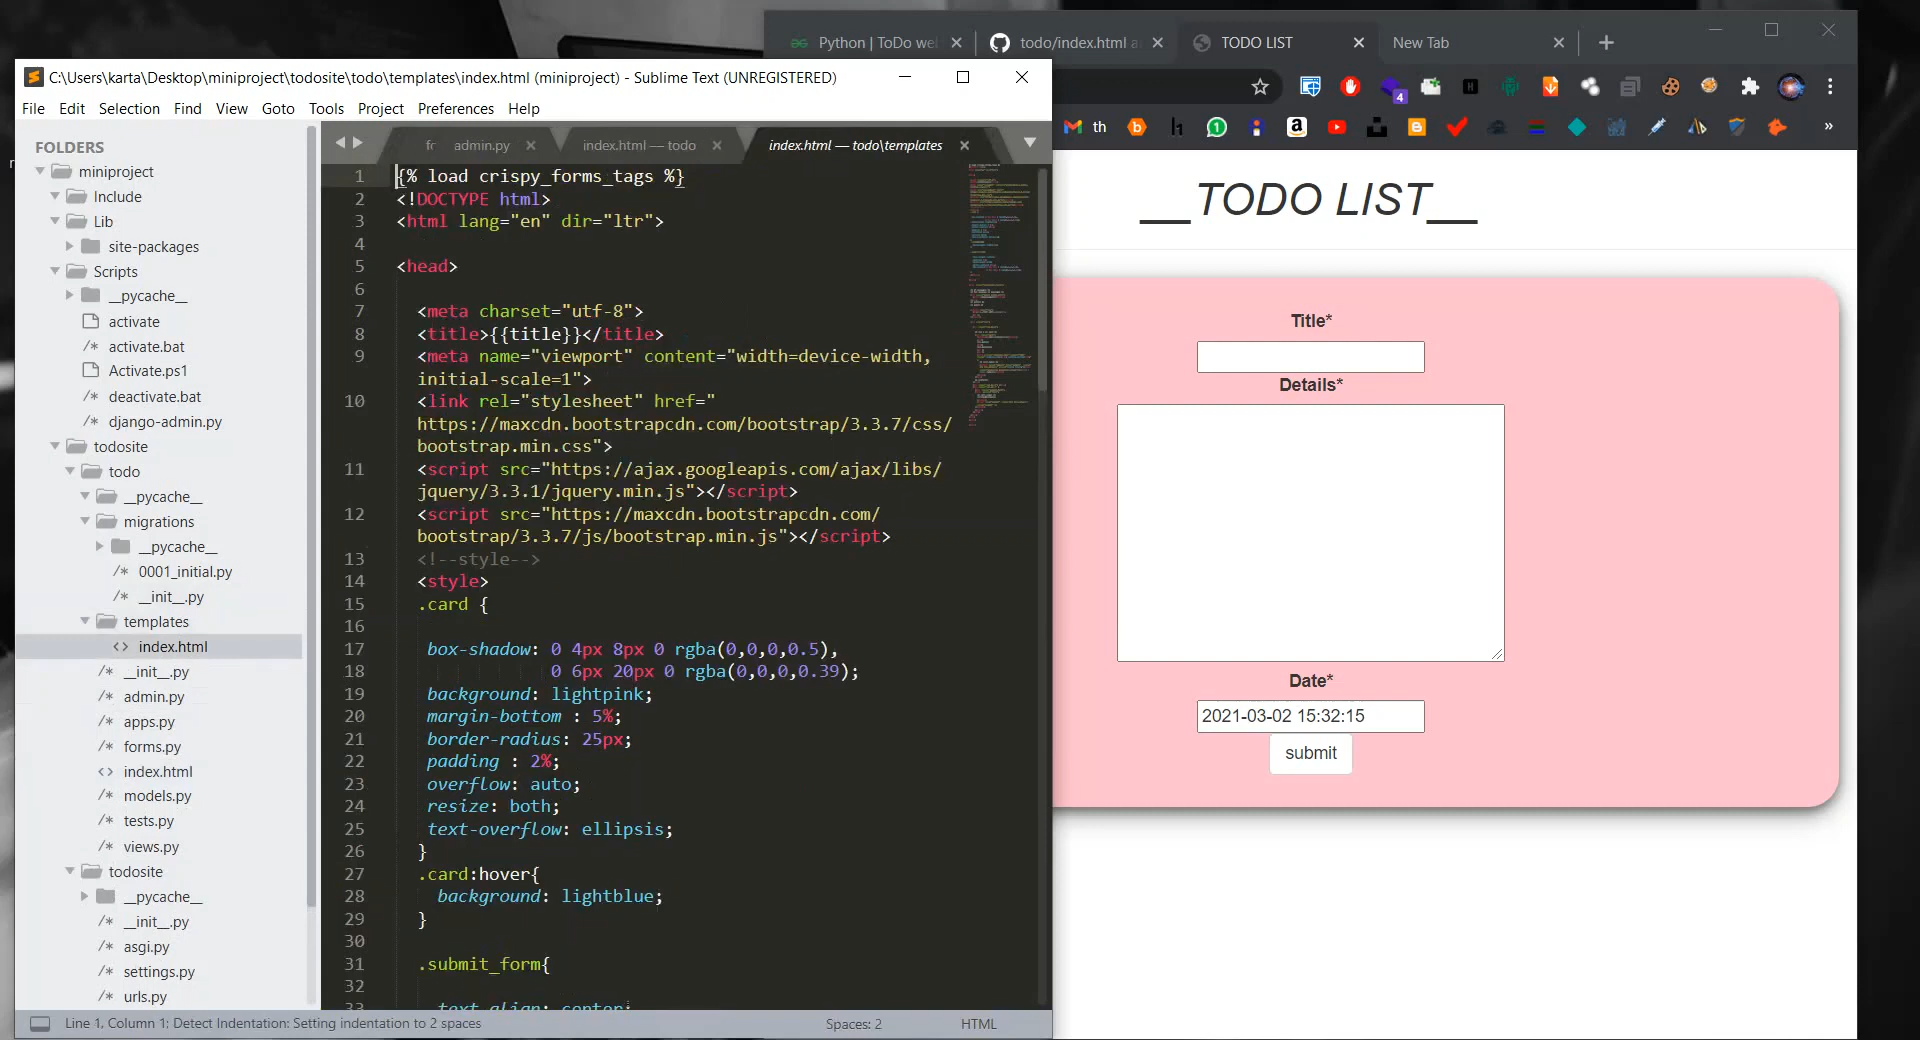 Python | ToDo we
todo/index.html a
TODO LIST
New Tab
4
th
»
C:\Users\karta\Desktop\miniproject\todosite\todo\templates\index.html (miniproject) - Sublime Text (UNREGISTERED)
File Edit Selection Find View Goto Tools Project Preferences Help
FOLDERS
miniproject
Include
Lib
site-packages
Scripts
__pycache__
activate
/* activate.bat
Activate.ps1
/* deactivate.bat
/* django-admin.py
todosite
todo
__pycache__
migrations
__pycache__
/* 0001_initial.py
/* __init__.py
templates
<> index.html
/* __init__.py
/* admin.py
/* apps.py
/* forms.py
<> index.html
/* models.py
/* tests.py
/* views.py
todosite
__pycache__
/* __init__.py
/* asgi.py
/* settings.py
/* urls.py
fr admin.py
index.html — todo
index.html — todo\templates
1 {% load crispy_forms_tags %}
2 <!DOCTYPE html>
3 <html lang="en" dir="ltr">
4
5 <head>
6
7 <meta charset="utf-8">
8 <title>{{title}}</title>
9 <meta name="viewport" content="width=device-width,
initial-scale=1">
10 <link rel="stylesheet" href="
https://maxcdn.bootstrapcdn.com/bootstrap/3.3.7/css/
bootstrap.min.css">
11 <script src="https://ajax.googleapis.com/ajax/libs/
jquery/3.3.1/jquery.min.js"></script>
12 <script src="https://maxcdn.bootstrapcdn.com/
bootstrap/3.3.7/js/bootstrap.min.js"></script>
13 <!--style-->
14 <style>
15 .card {
16
17 box-shadow: 0 4px 8px 0 rgba(0,0,0,0.5),
18 0 6px 20px 0 rgba(0,0,0,0.39);
19 background: lightpink;
20 margin-bottom : 5%;
21 border-radius: 25px;
22 padding : 2%;
23 overflow: auto;
24 resize: both;
25 text-overflow: ellipsis;
26 }
27 .card:hover{
28 background: lightblue;
29 }
30
31 .submit_form{
32
33 text-align: center;
Line 1, Column 1: Detect Indentation: Setting indentation to 2 spaces
Spaces: 2
HTML
__TODO LIST__
Title*
Details*
Date*
2021-03-02 15:32:15
submit